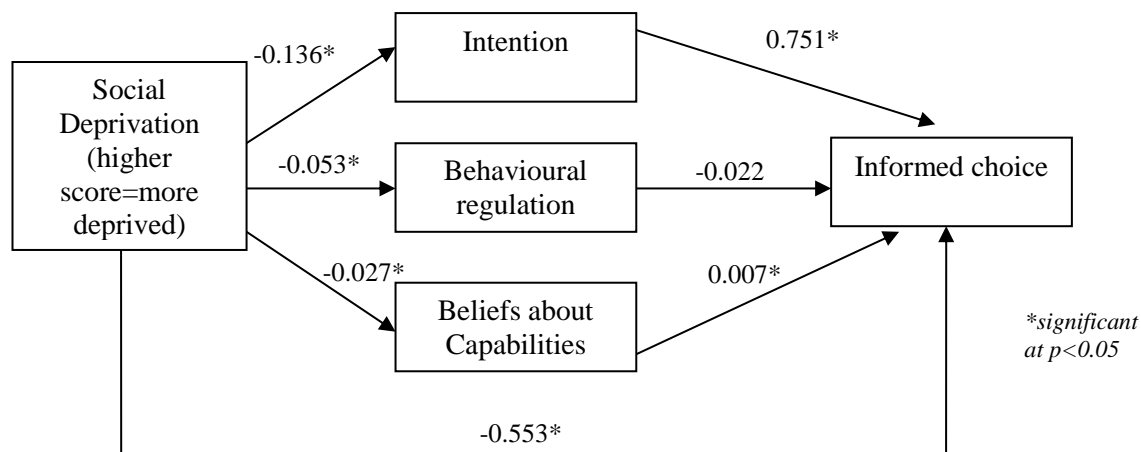 Social
Deprivation
(higher
score=more
deprived)
-0.136*
-0.053*
-0.027*
Intention
Behavioural
regulation
Beliefs about
Capabilities
0.751*
-0.022
0.007*
Informed choice
-0.553*
*significant
at p<0.05